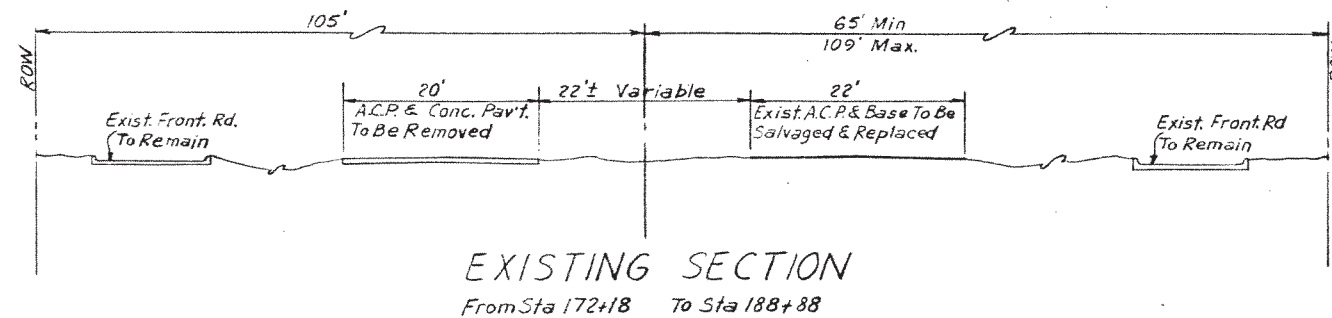 105'
65' Min
109' Max.
ROW
20'
22'± Variable
22'
A.C.P. & Conc. Pav't.
To Be Removed
Exist. A.C.P. & Base To Be
Salvaged & Replaced
Exist. Front. Rd.
To Remain
Exist. Front. Rd
To Remain
EXISTING SECTION
From Sta 172+18 To Sta 188+88